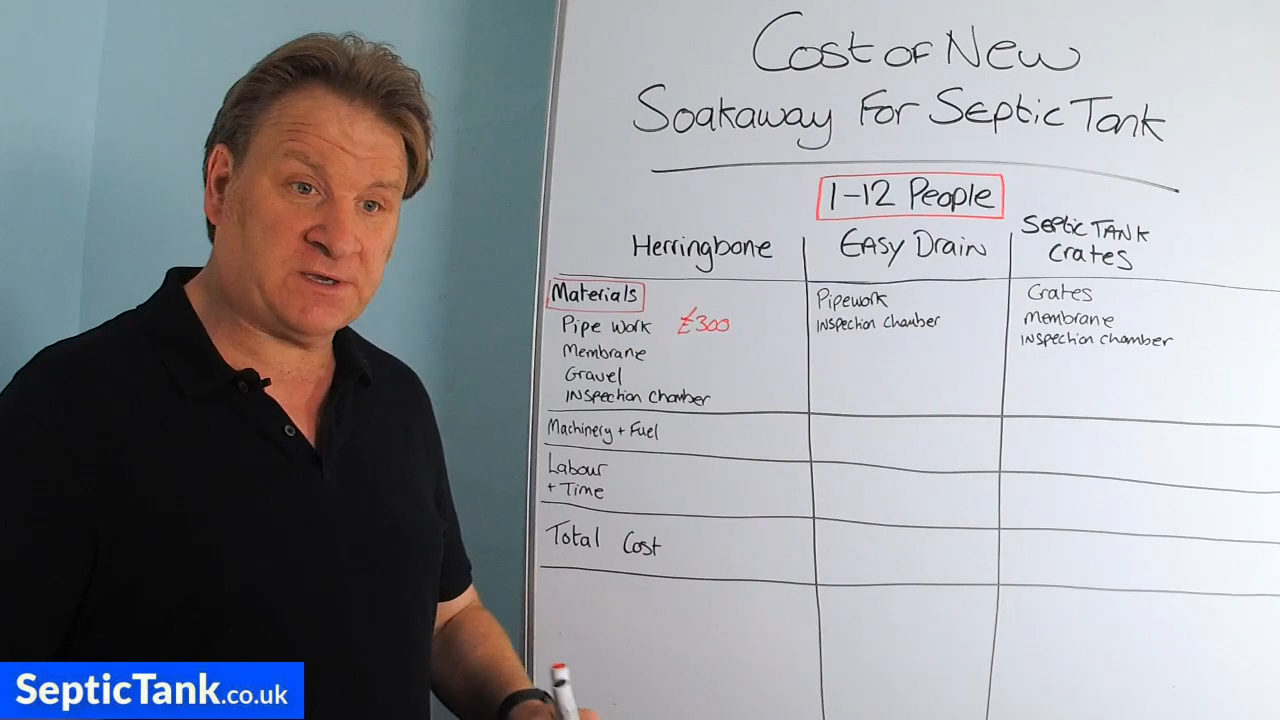 Cost of New
Soakaway For Septic Tank
1-12 People
Herringbone
EASy Drain
SEPtic TANK
Crates
Materials
Pipe work £300
Membrane
Gravel
INSpection Chamber
Pipework
INSPEction Chamber
Crates
Membrane
INSPEction Chamber
Machinery + Fuel
Labour
+ Time
Total Cost
SepticTank.co.uk